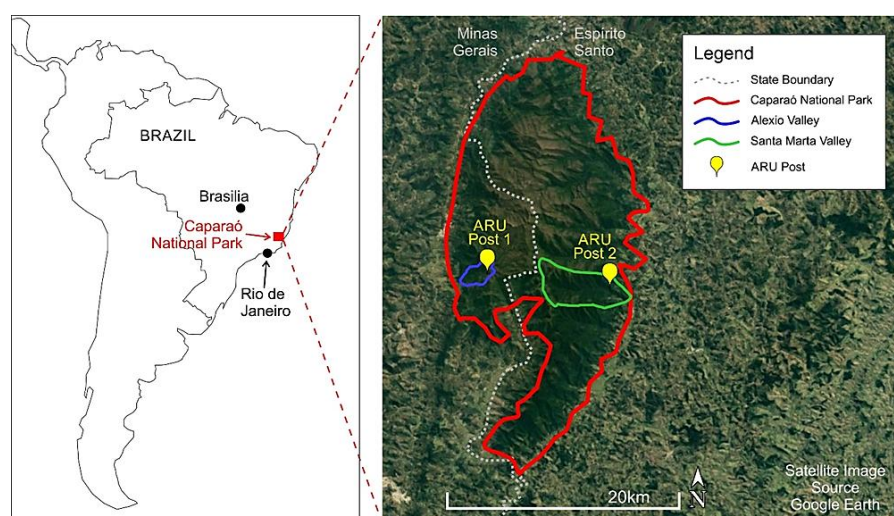 BRAZIL
Brasilia
Caparaó
National Park
Rio de
Janeiro
Minas
Gerais
Espírito
Santo
ARU
Post 1
ARU
Post 2
20km
N
Legend
State Boundary
Caparaó National Park
Alexio Valley
Santa Marta Valley
ARU Post
Satellite Image
Source
Google Earth